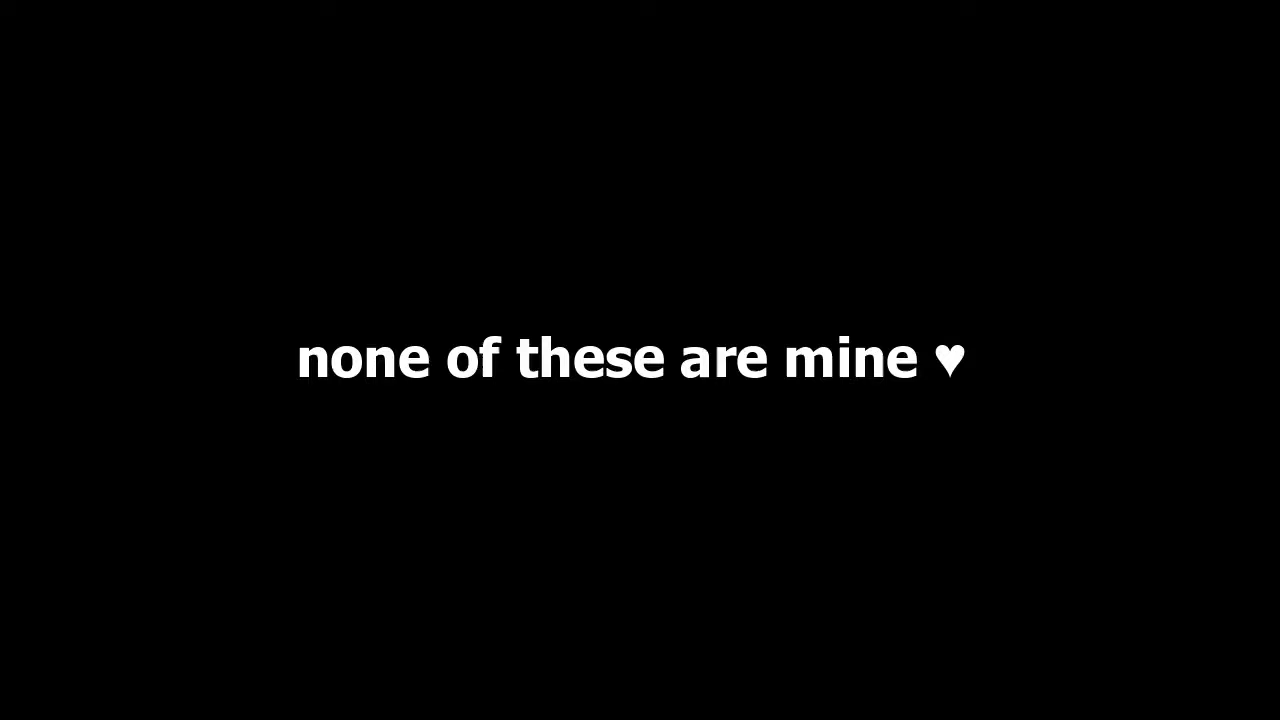 none of these are mine ♥